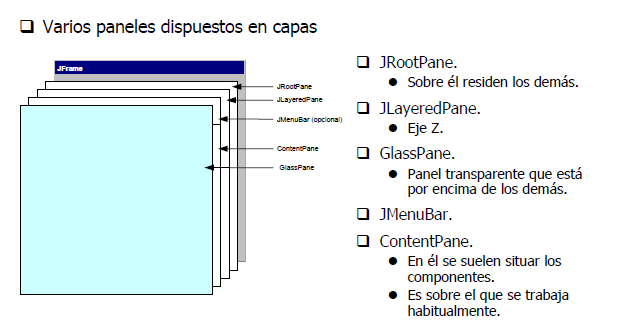 Varios paneles dispuestos en capas
JFrame
JRootPane
JLayeredPane
JMenuBar (opcional)
ContentPane
GlassPane
JRootPane.
Sobre él residen los demás.
JLayeredPane.
Eje Z.
GlassPane.
Panel transparente que está
por encima de los demás.
JMenuBar.
ContentPane.
En él se suelen situar los
componentes.
Es sobre el que se trabaja
habitualmente.